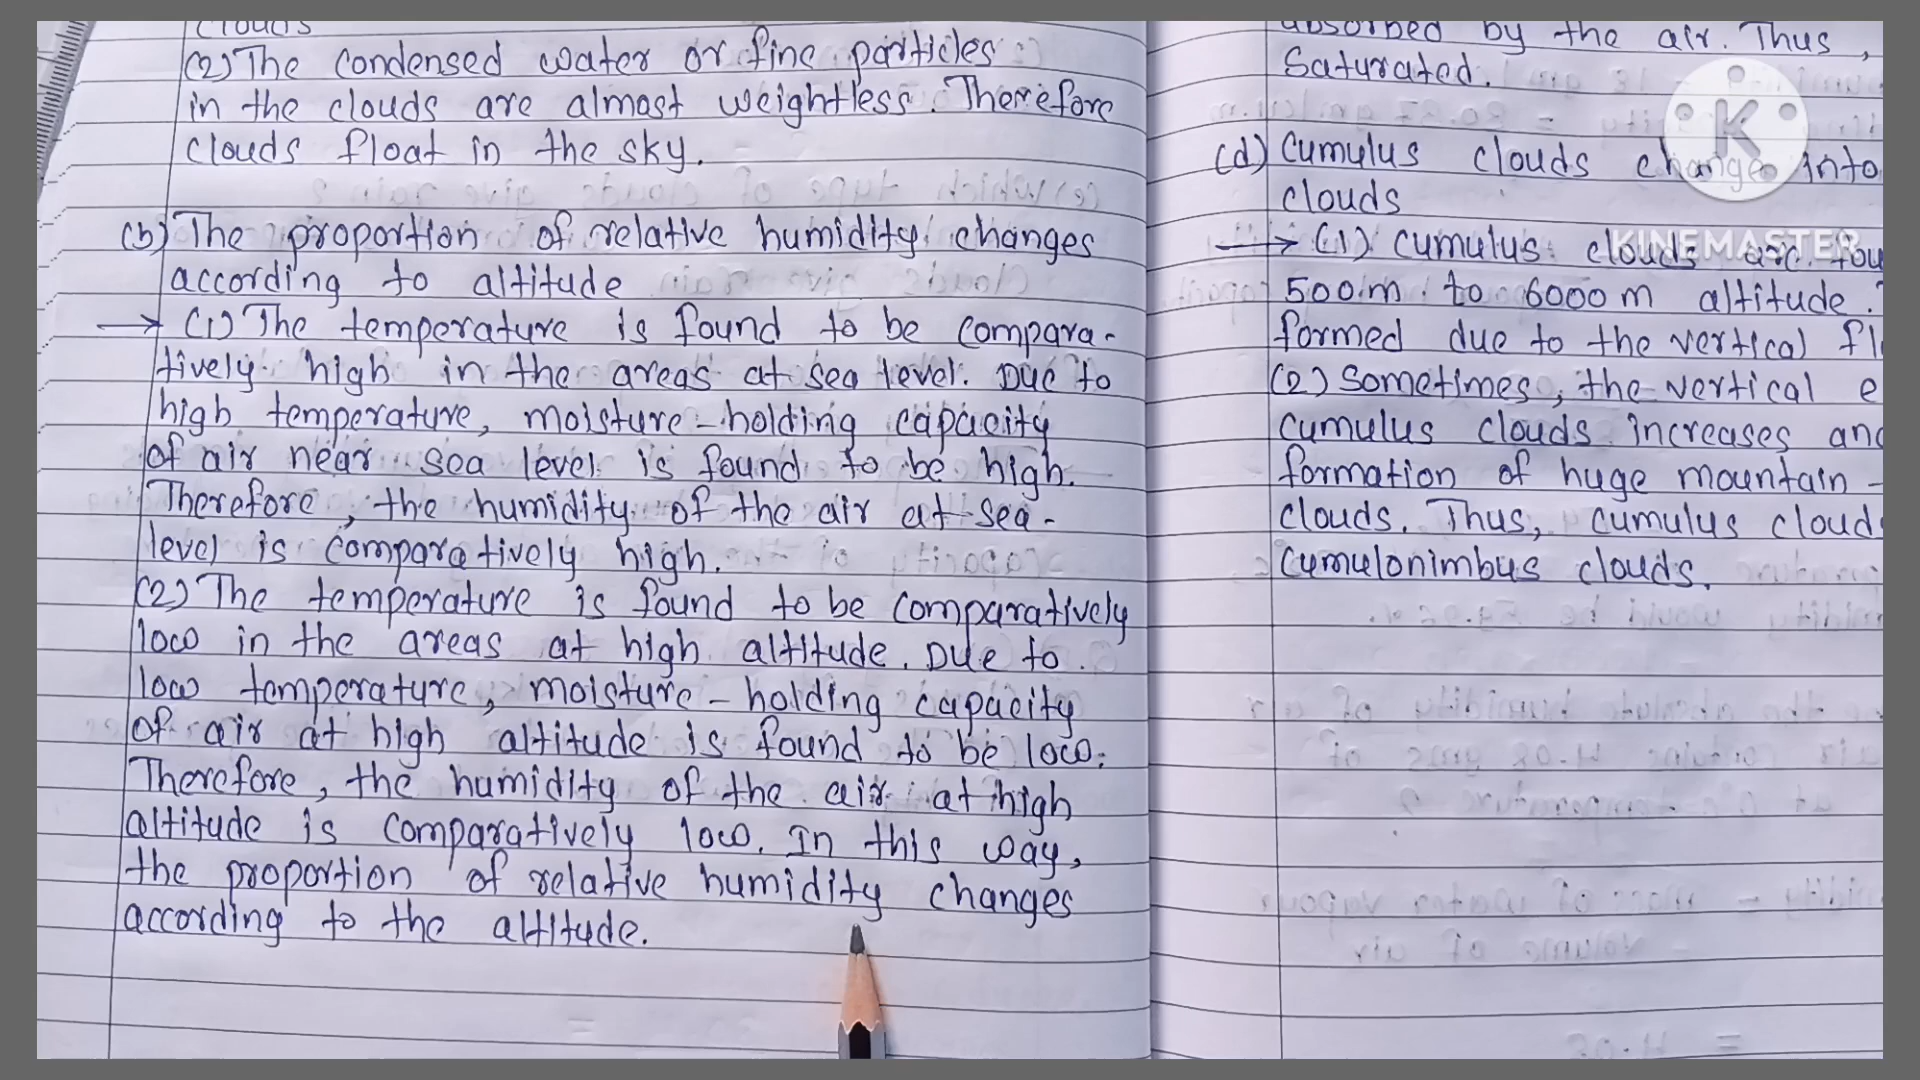 clouds
(2) The condensed water or fine particles
in the clouds are almost weightless. Therefore
clouds float in the sky.
(b) The proportion of relative humidity changes
according to altitude
→ (1) The temperature is found to be compara-
tively high in the areas at sea level. Due to
high temperature, moisture-holding capacity
of air near sea level is found to be high.
Therefore, the humidity of the air at sea-
level is comparatively high.
(2) The temperature is found to be comparatively
low in the areas at high altitude. Due to
low temperature, moisture-holding capacity
of air at high altitude is found to be low.
Therefore, the humidity of the air at high
altitude is comparatively low. In this way,
the proportion of relative humidity changes
according to the altitude.
absorbed by the air. Thus,
Saturated.
(d) Cumulus clouds change into
clouds
→ (1) Cumulus clouds are
500m to 6000m altitude.
formed due to the vertical
(2) Sometimes, the vertical
cumulus clouds increases
formation of huge mountain-
clouds. Thus, cumulus
cumulonimbus clouds.
K
KINEMASTER